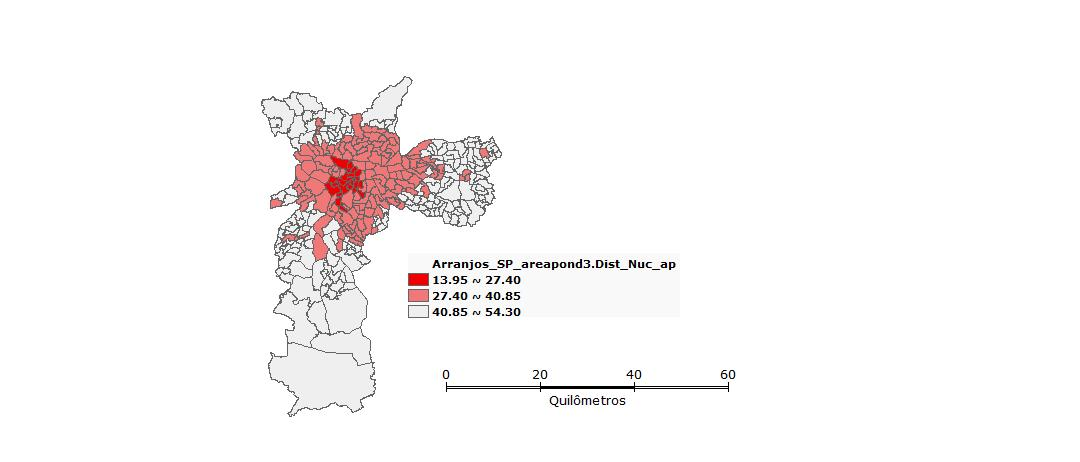 Arranjos_SP_areapond3.Dist_Nuc_ap
13.95 ~ 27.40
27.40 ~ 40.85
40.85 ~ 54.30
0 20 40 60
Quilômetros